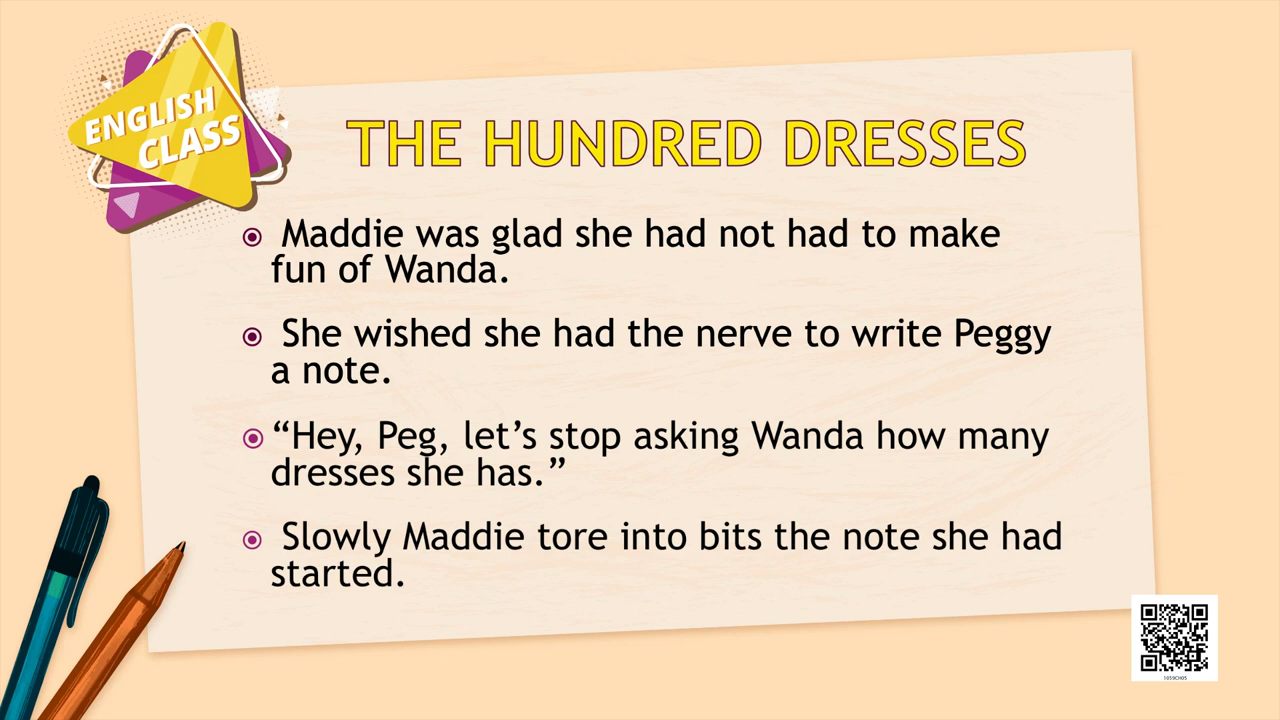 ENGLISH
CLASS
THE HUNDRED DRESSES
Maddie was glad she had not had to make
fun of Wanda.
She wished she had the nerve to write Peggy
a note.
“Hey, Peg, let’s stop asking Wanda how many
dresses she has.”
Slowly Maddie tore into bits the note she had
started.
1059CH05